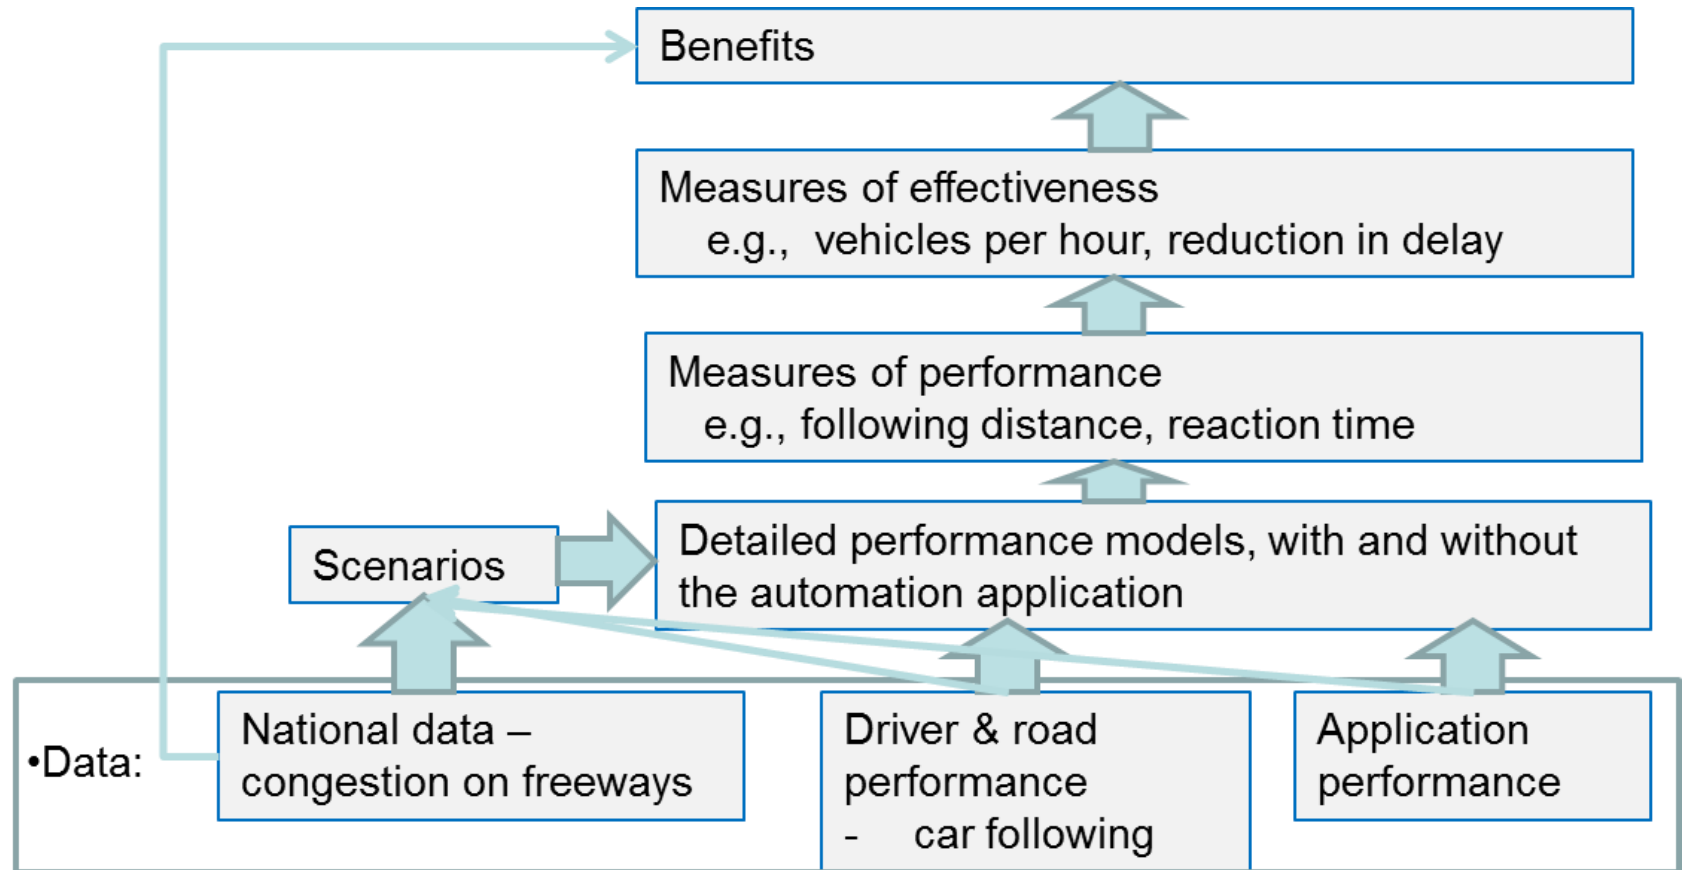 Benefits
Measures of effectiveness
e.g., vehicles per hour, reduction in delay
Measures of performance
e.g., following distance, reaction time
Scenarios
Detailed performance models, with and without
the automation application
•Data:
National data –
congestion on freeways
Driver & road
performance
- car following
Application
performance